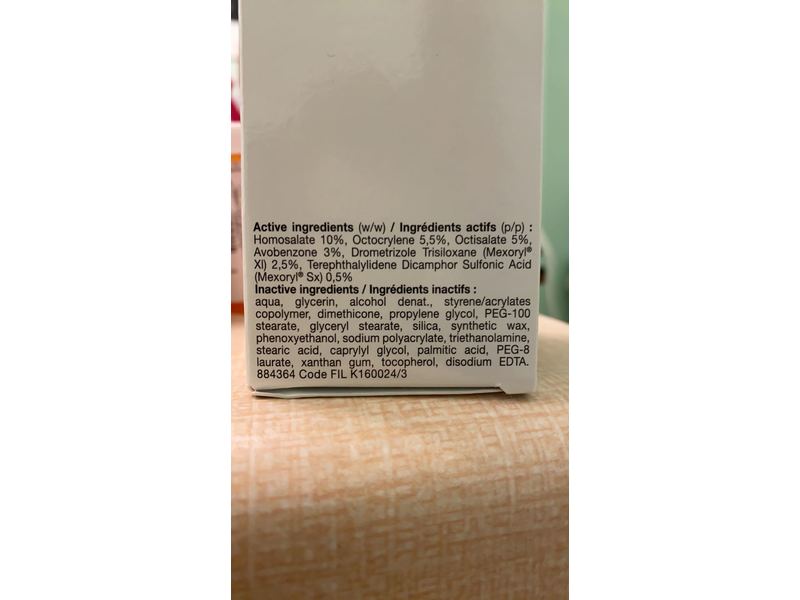 Active ingredients (w/w) / Ingrédients actifs (p/p) :
Homosalate 10%, Octocrylene 5,5%, Octisalate 5%,
Avobenzone 3%, Drometrizole Trisiloxane (Mexoryl®
Xl) 2,5%, Terephthalylidene Dicamphor Sulfonic Acid
(Mexoryl® Sx) 0,5%
Inactive ingredients / Ingrédients inactifs :
aqua, glycerin, alcohol denat., styrene/acrylates
copolymer, dimethicone, propylene glycol, PEG-100
stearate, glyceryl stearate, silica, synthetic wax,
phenoxyethanol, sodium polyacrylate, triethanolamine,
stearic acid, caprylyl glycol, palmitic acid, PEG-8
laurate, xanthan gum, tocopherol, disodium EDTA.
884364 Code FIL K160024/3